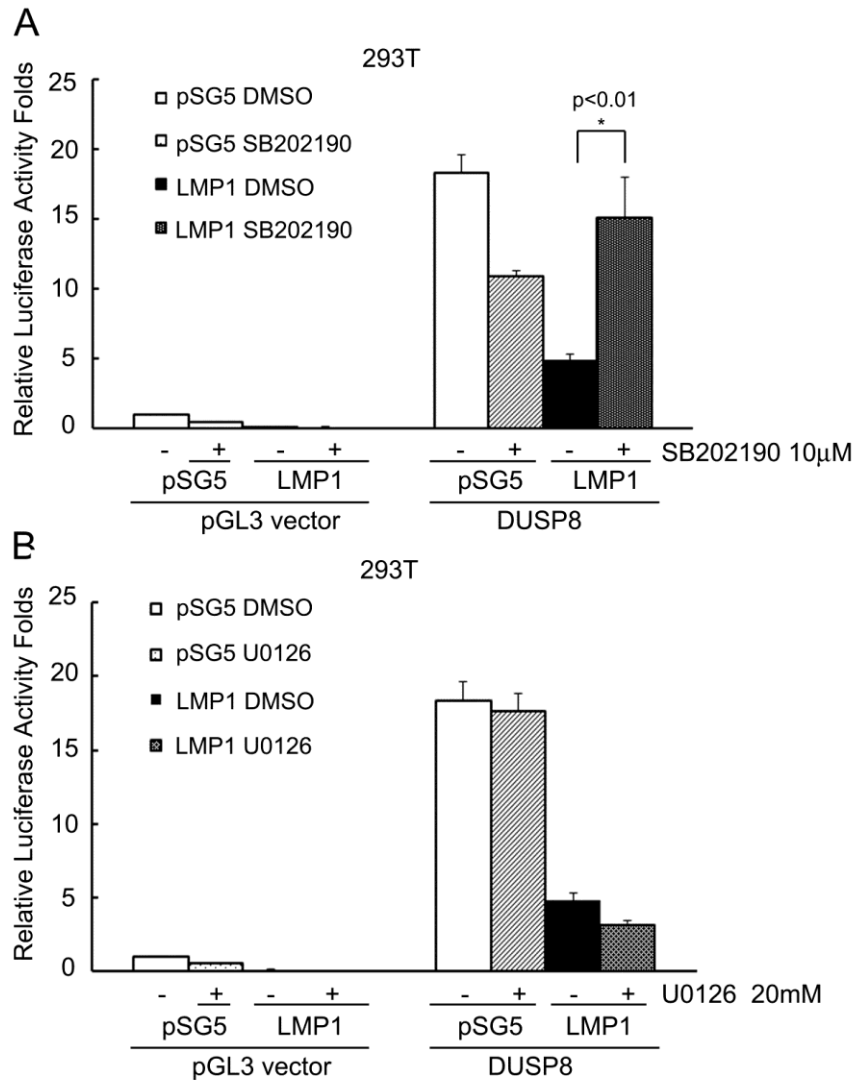 A
293T
Relative Luciferase Activity Folds
25
20
15
10
5
0
pSG5 DMSO
pSG5 SB202190
LMP1 DMSO
LMP1 SB202190
p<0.01
*
- + - + - + - + SB202190 10μM
pSG5 LMP1 pSG5 LMP1
pGL3 vector DUSP8
B
293T
Relative Luciferase Activity Folds
25
20
15
10
5
0
pSG5 DMSO
pSG5 U0126
LMP1 DMSO
LMP1 U0126
- + - + - + - + U0126 20mM
pSG5 LMP1 pSG5 LMP1
pGL3 vector DUSP8